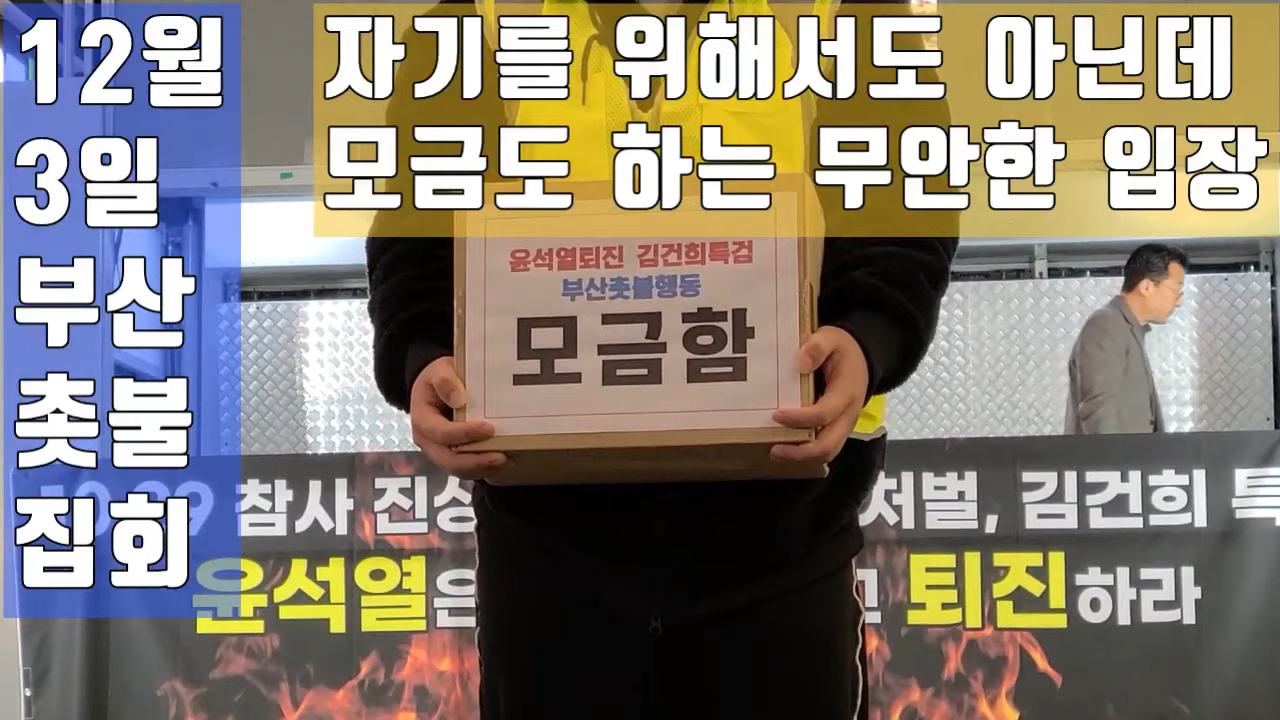 12월
3일
부산
촛불
집회
자기를 위해서도 아닌데
모금도 하는 무안한 입장
윤석열퇴진 김건희특검
부산촛불행동
모금함
참사 진상 처벌, 김건희 특
윤석열은 퇴진하라